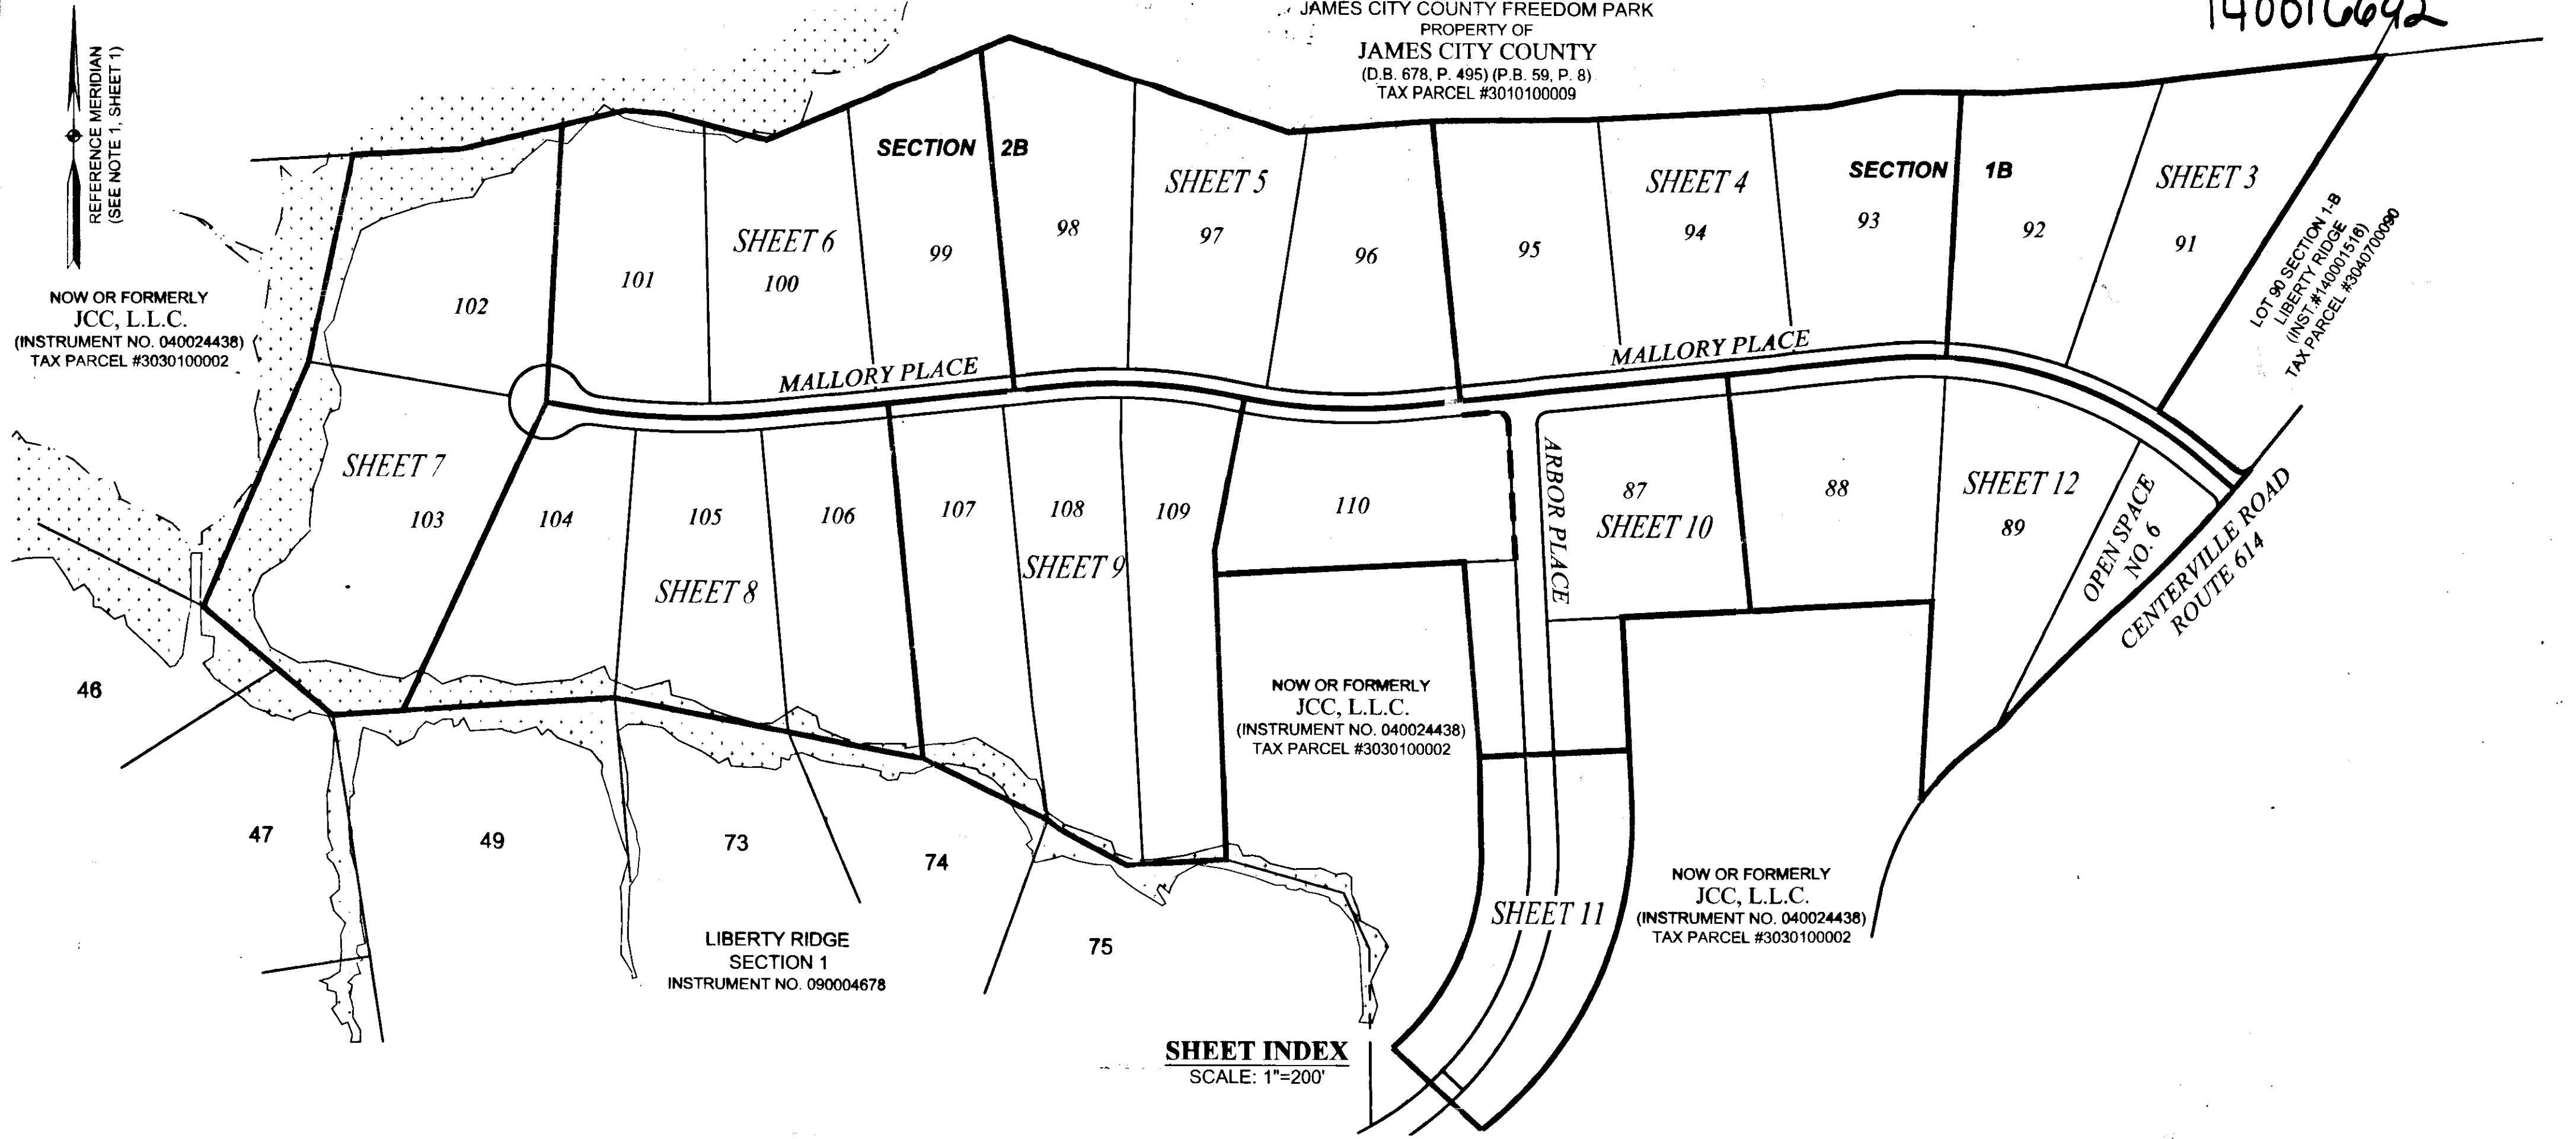 140016692
JAMES CITY COUNTY FREEDOM PARK
PROPERTY OF
JAMES CITY COUNTY
(D.B. 678, P. 495) (P.B. 59, P. 8)
TAX PARCEL #3010100009
REFERENCE MERIDIAN
(SEE NOTE 1, SHEET 1)
NOW OR FORMERLY
JCC, L.L.C.
(INSTRUMENT NO. 040024438)
TAX PARCEL #3030100002
SECTION 2B
SECTION 1B
SHEET 6
SHEET 5
SHEET 4
SHEET 3
102
101
100
99
98
97
96
95
94
93
92
91
LOT 90 SECTION 1-B
LIBERTY RIDGE
(INST.#140001516)
TAX PARCEL #3040700090
MALLORY PLACE
MALLORY PLACE
SHEET 7
103
104
105
106
SHEET 8
107
108
109
SHEET 9
110
ARBOR PLACE
87
SHEET 10
88
SHEET 12
89
OPEN SPACE
NO. 6
CENTERVILLE ROAD
ROUTE 614
46
47
49
73
74
75
NOW OR FORMERLY
JCC, L.L.C.
(INSTRUMENT NO. 040024438)
TAX PARCEL #3030100002
SHEET 11
NOW OR FORMERLY
JCC, L.L.C.
(INSTRUMENT NO. 040024438)
TAX PARCEL #3030100002
LIBERTY RIDGE
SECTION 1
INSTRUMENT NO. 090004678
SHEET INDEX
SCALE: 1"=200'